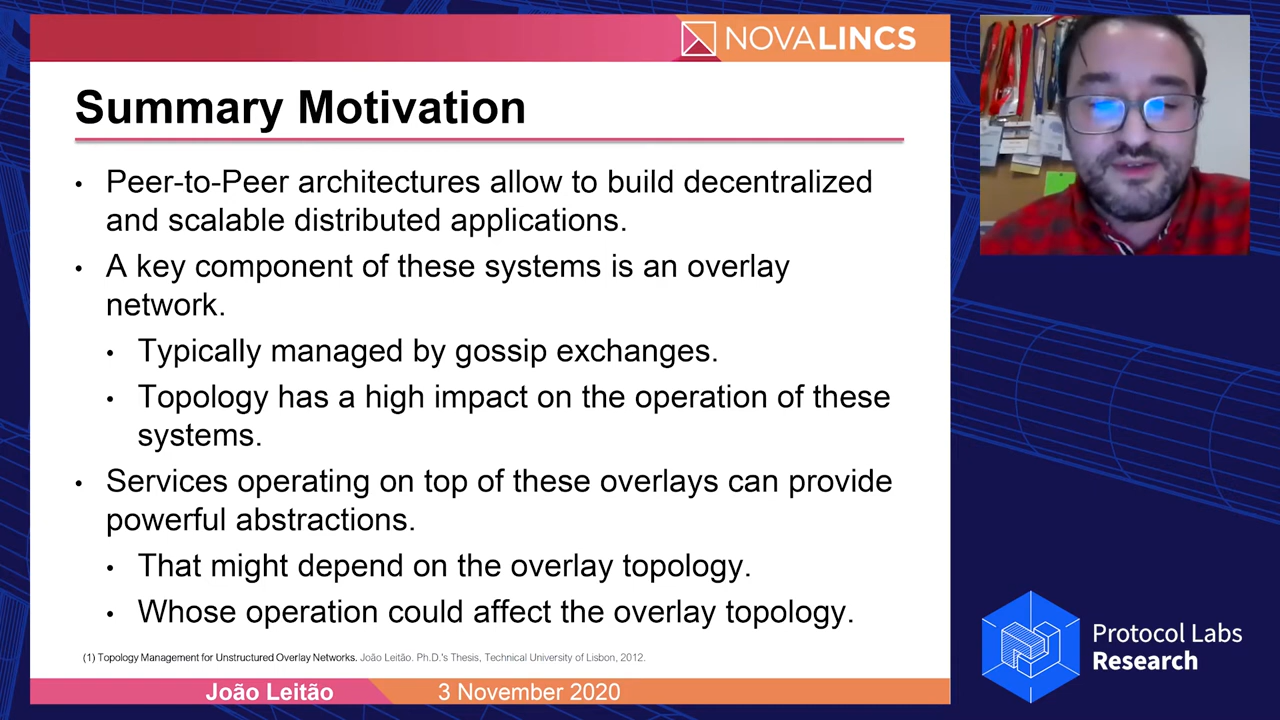 NOVALINCS
Summary Motivation
• Peer-to-Peer architectures allow to build decentralized
and scalable distributed applications.
• A key component of these systems is an overlay
network.
• Typically managed by gossip exchanges.
• Topology has a high impact on the operation of these
systems.
• Services operating on top of these overlays can provide
powerful abstractions.
• That might depend on the overlay topology.
• Whose operation could affect the overlay topology.
(1) Topology Management for Unstructured Overlay Networks. João Leitão. Ph.D.'s Thesis, Technical University of Lisbon, 2012.
João Leitão 3 November 2020
Protocol Labs
Research